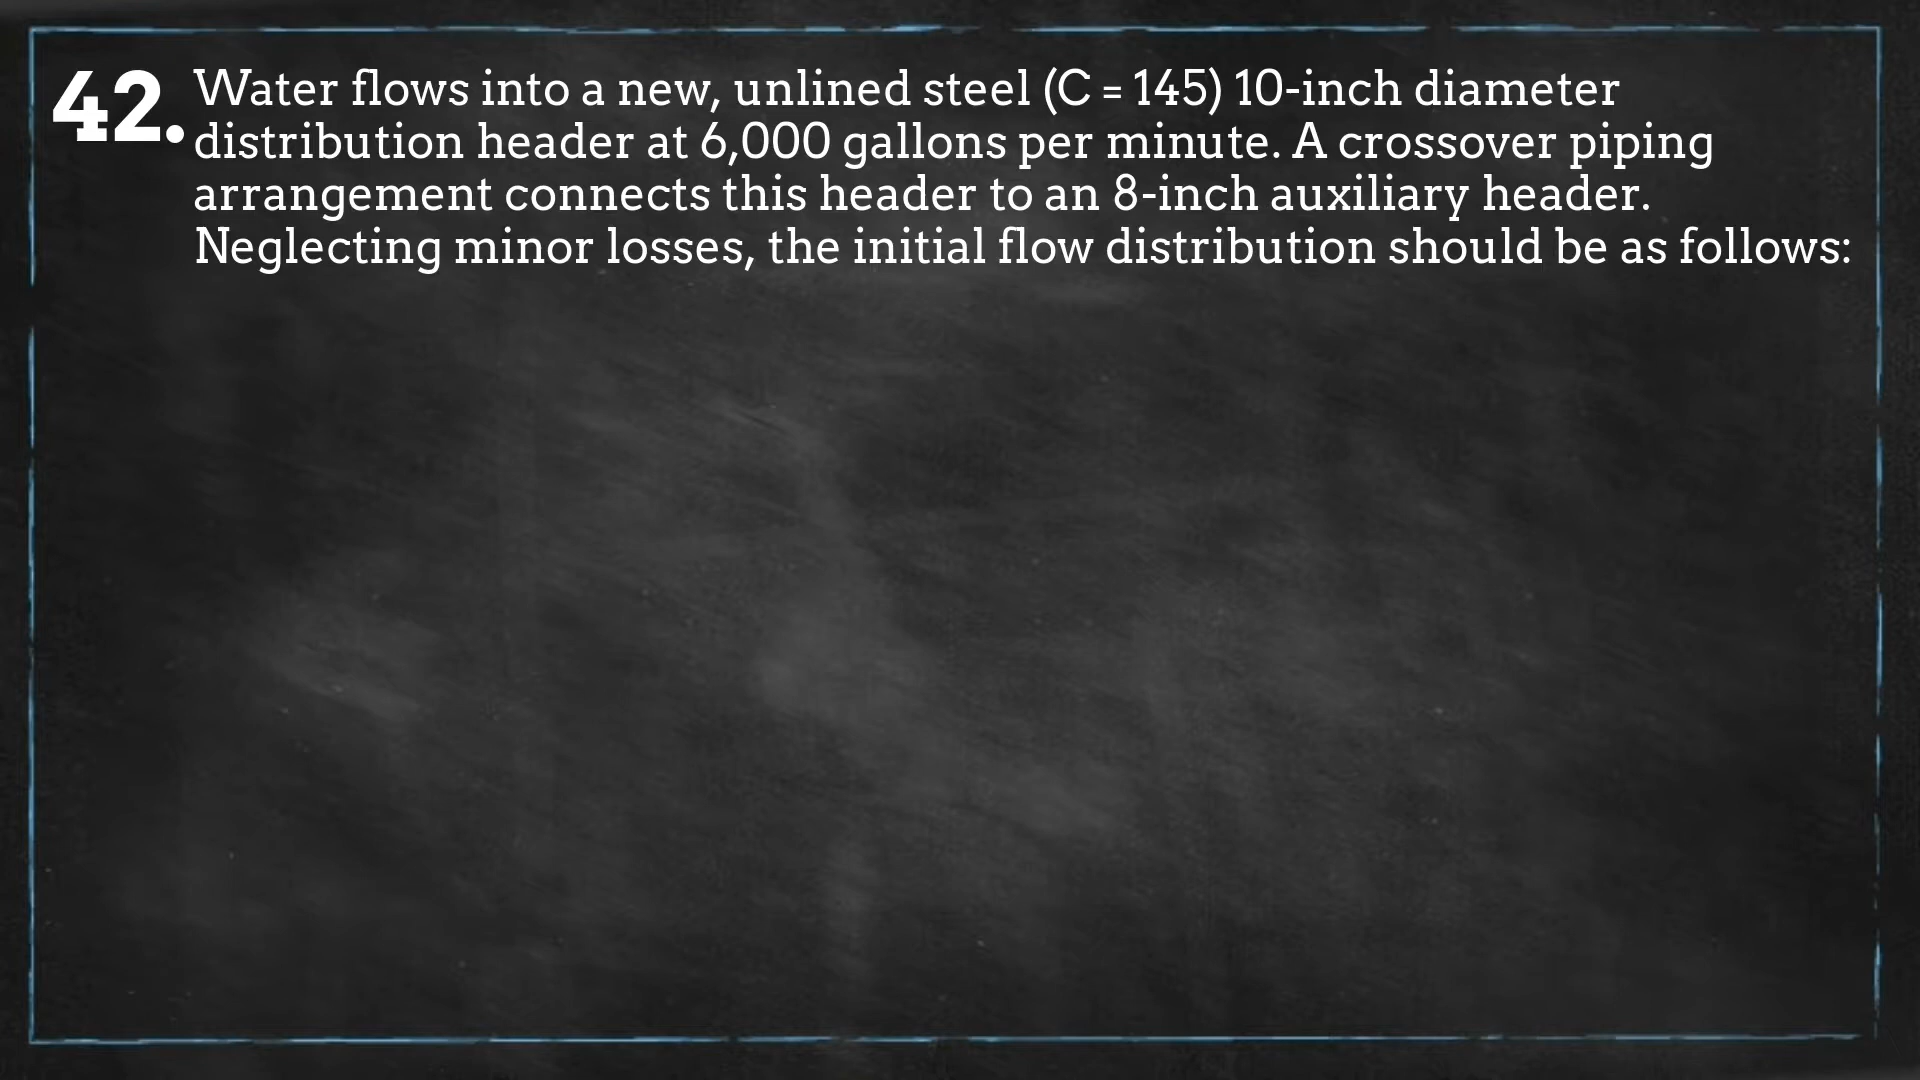 42. Water flows into a new, unlined steel (C = 145) 10-inch diameter
distribution header at 6,000 gallons per minute. A crossover piping
arrangement connects this header to an 8-inch auxiliary header.
Neglecting minor losses, the initial flow distribution should be as follows: